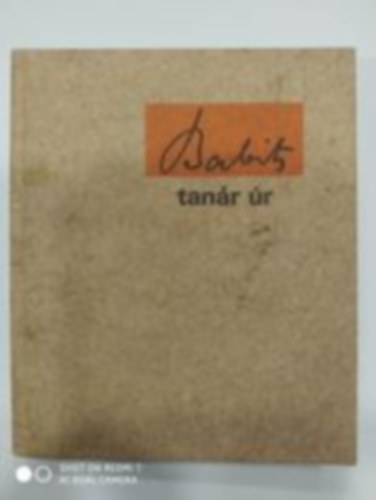 Babits
tanár úr
SHOT ON REDMI 7
AI DUAL CAMERA